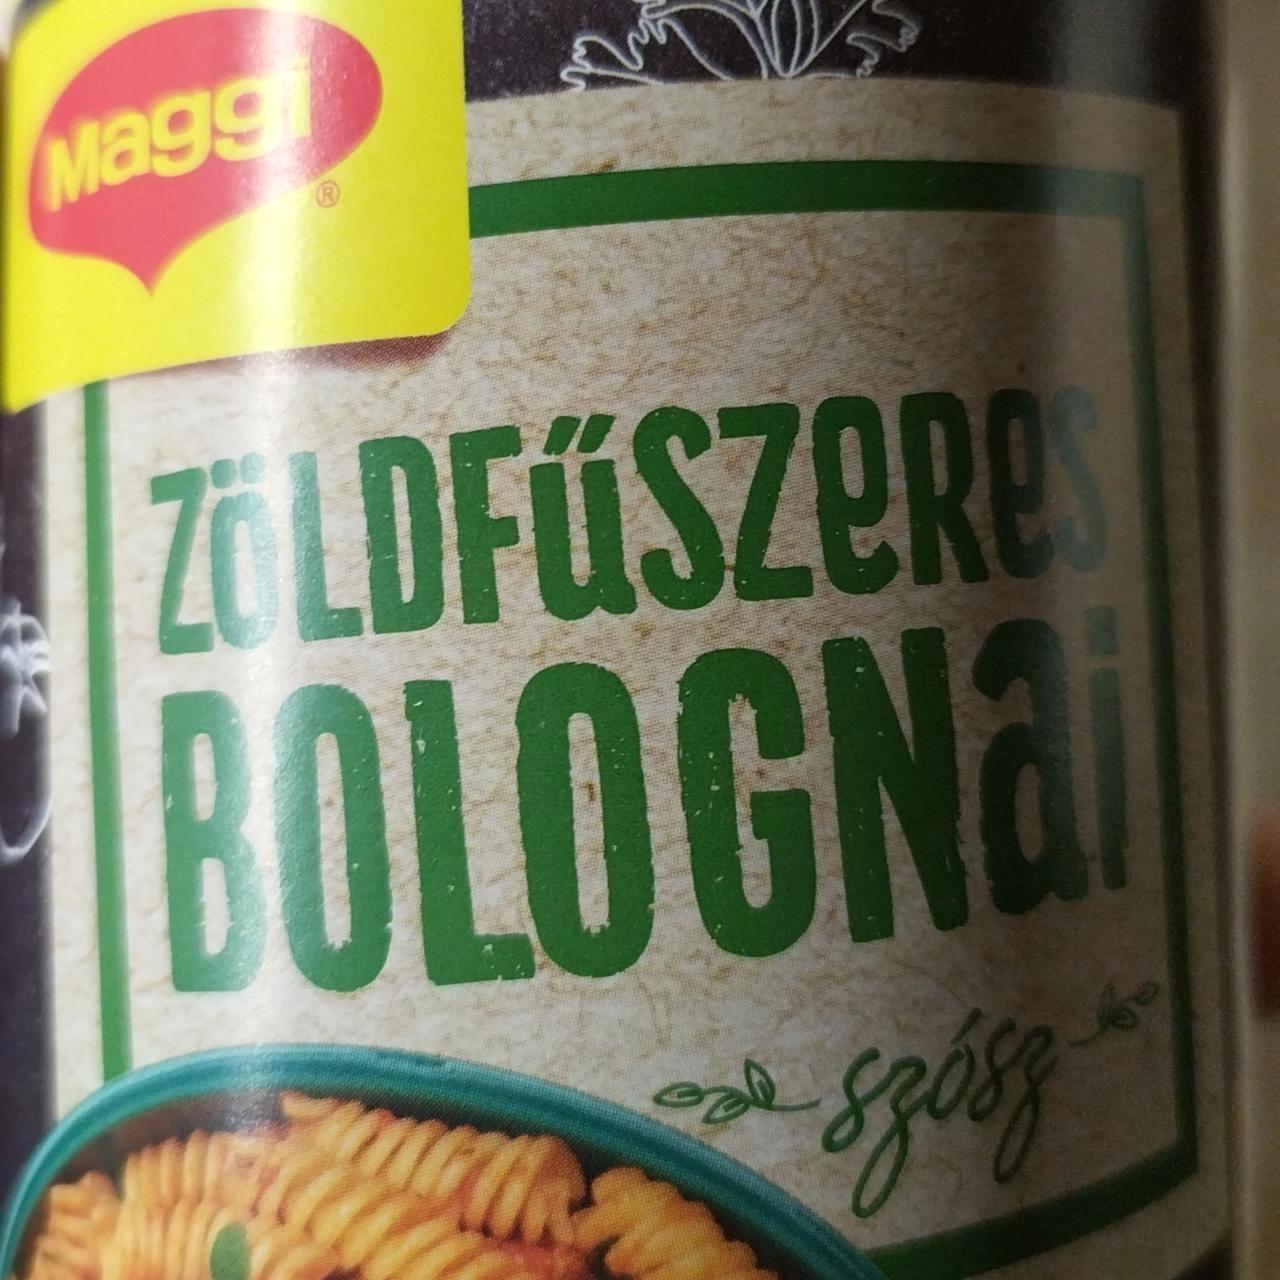 Maggi
®
ZÖLDFŰSZeRes
BOLOGNai
szósz